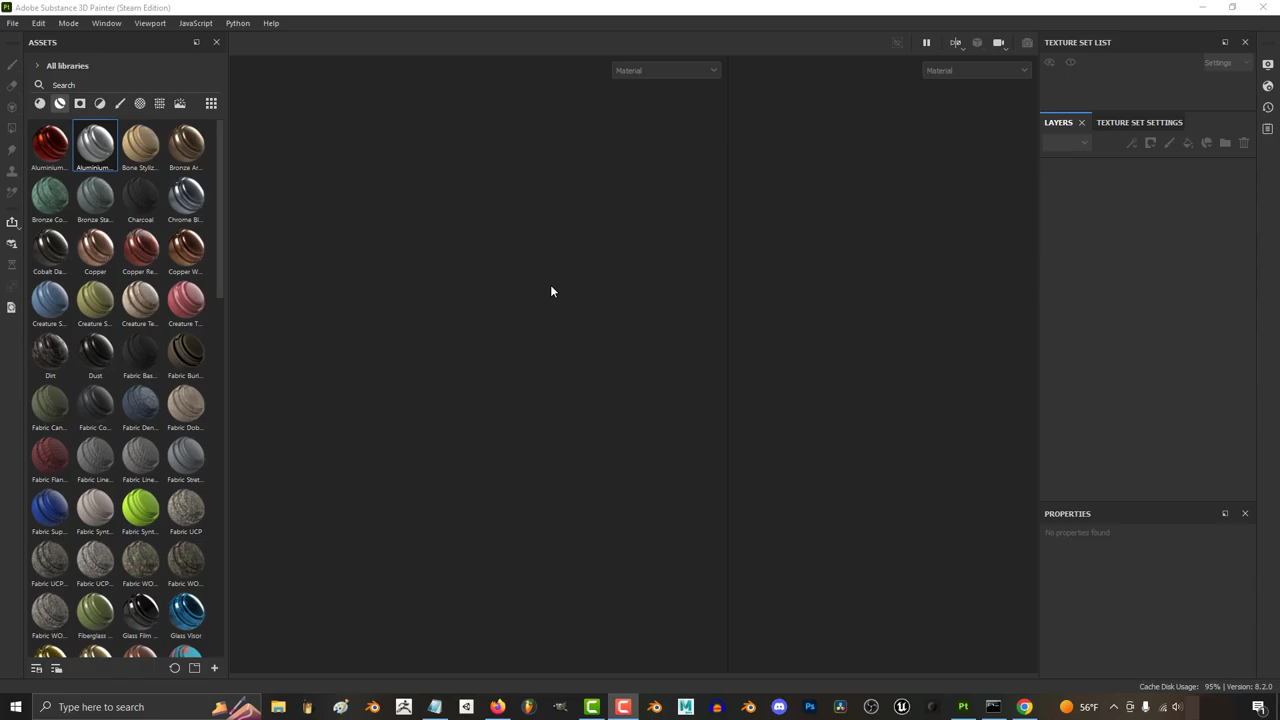 Pt Adobe Substance 3D Painter (Steam Edition)
File Edit Mode Window Viewport JavaScript Python Help
ASSETS
All libraries
Search
Aluminium... Aluminium... Bone Styliz... Bronze Ar...
Bronze Co... Bronze Sta... Charcoal Chrome Bl...
Cobalt Da... Copper Copper Re... Copper W...
Creature S... Creature S... Creature Te... Creature T...
Dirt Dust Fabric Bas... Fabric Burl...
Fabric Can... Fabric Co... Fabric Den... Fabric Dob...
Fabric Flan... Fabric Line... Fabric Line... Fabric Stret...
Fabric Sup... Fabric Synt... Fabric Synt... Fabric UCP
Fabric UCP... Fabric UCP... Fabric WO... Fabric WO...
Fabric WO... Fiberglass ... Glass Film ... Glass Visor
Material
Material
TEXTURE SET LIST
Settings
LAYERS TEXTURE SET SETTINGS
PROPERTIES
No properties found
Cache Disk Usage: 95% | Version: 8.2.0
Type here to search
Ps
Pt
56°F